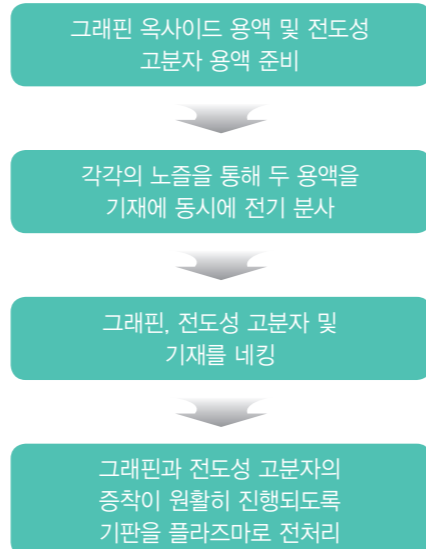 그래핀 옥사이드 용액 및 전도성
고분자 용액 준비
각각의 노즐을 통해 두 용액을
기재에 동시에 전기 분사
그래핀, 전도성 고분자 및
기재를 네킹
그래핀과 전도성 고분자의
증착이 원활히 진행되도록
기판을 플라즈마로 전처리